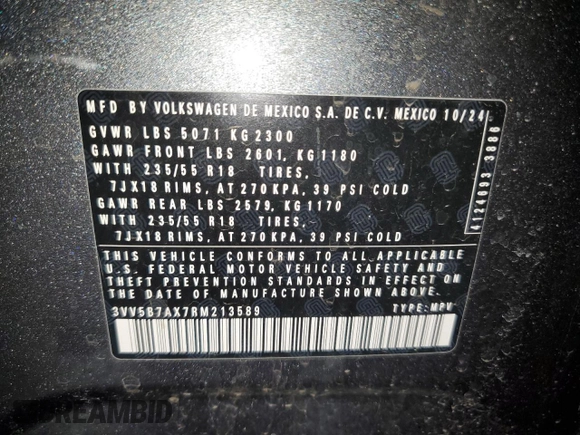 MFD BY VOLKSWAGEN DE MEXICO S.A. DE C.V. MEXICO 10/24
GVWR LBS 5071 KG 2300
GAWR FRONT LBS 2601, KG 1180
WITH 235/55 R18 TIRES,
7JX18 RIMS, AT 270 KPA, 39 PSI COLD
GAWR REAR LBS 2579, KG 1170
WITH 235/55 R18 TIRES,
7JX18 RIMS, AT 270 KPA, 39 PSI COLD
THIS VEHICLE CONFORMS TO ALL APPLICABLE
U.S. FEDERAL MOTOR VEHICLE SAFETY AND
THEFT PREVENTION STANDARDS IN EFFECT ON
THE DATE OF MANUFACTURE SHOWN ABOVE.
3VV5B7AX7RM213589 TYPE: MPV
4124693 3886
DREAMBID